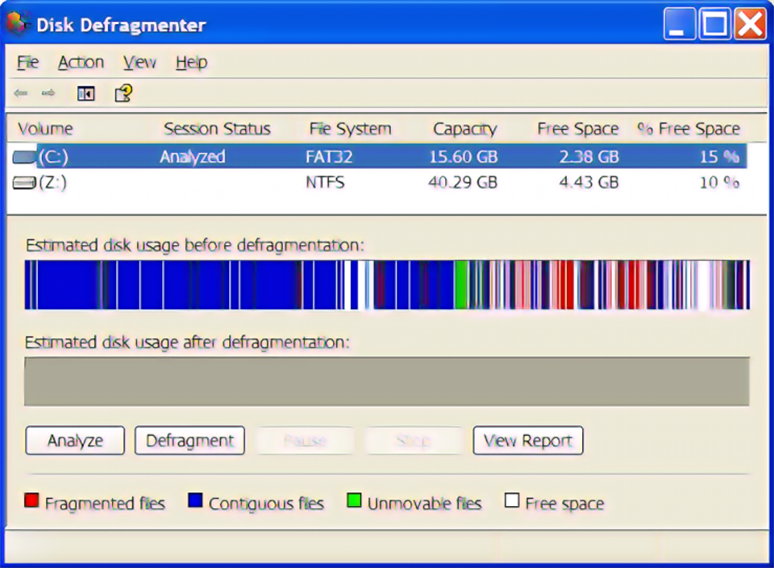 Disk Defragmenter
File Action View Help
Volume Session Status File System Capacity Free Space % Free Space
(C:) Analyzed FAT32 15.60 GB 2.38 GB 15 %
(Z:) NTFS 40.29 GB 4.43 GB 10 %
Estimated disk usage before defragmentation:
Estimated disk usage after defragmentation:
Analyze Defragment Pause Stop View Report
Fragmented files Contiguous files Unmovable files Free space